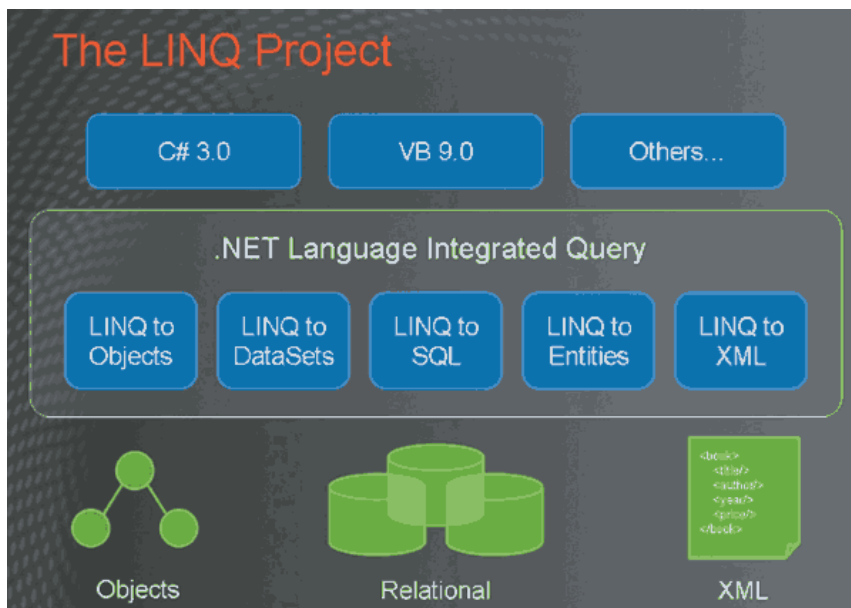 The LINQ Project
C# 3.0
VB 9.0
Others...
.NET Language Integrated Query
LINQ to
Objects
LINQ to
DataSets
LINQ to
SQL
LINQ to
Entities
LINQ to
XML
<book>
<title/>
<author/>
<year/>
<price/>
</book>
Objects
Relational
XML